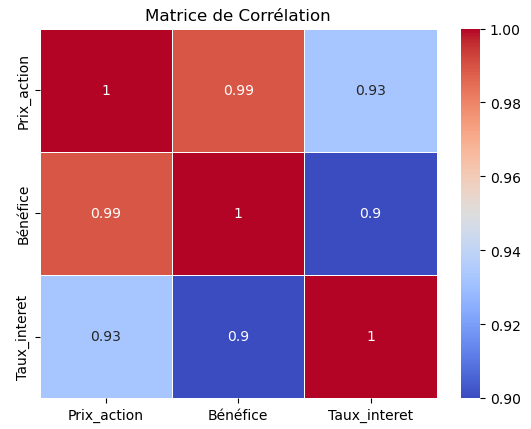 Matrice de Corrélation
Prix_action
1
0.99
0.93
Bénéfice
0.99
1
0.9
Taux_interet
0.93
0.9
1
Prix_action
Bénéfice
Taux_interet
1.00
0.98
0.96
0.94
0.92
0.90